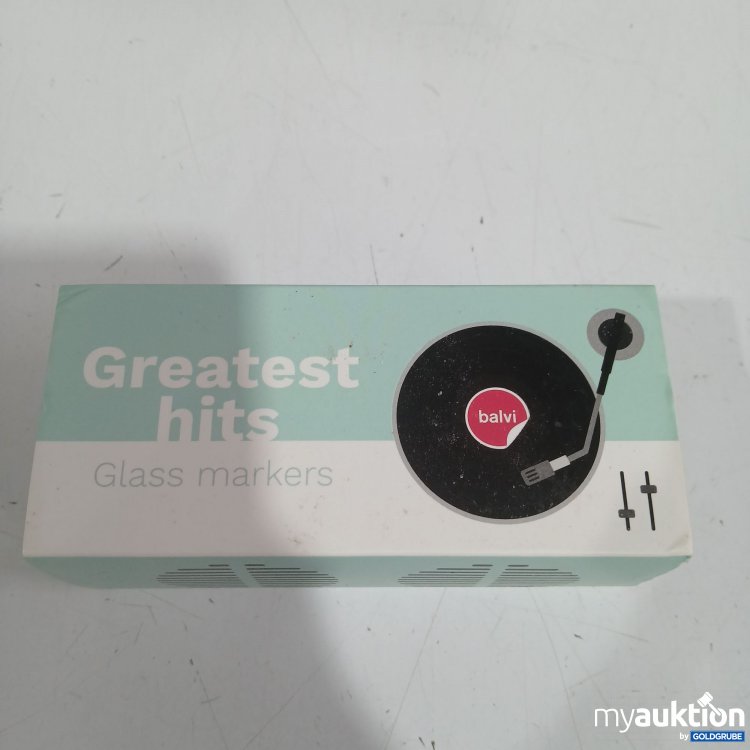 Greatest
hits
Glass markers
balvi
myauktion
by GOLDGRUBE